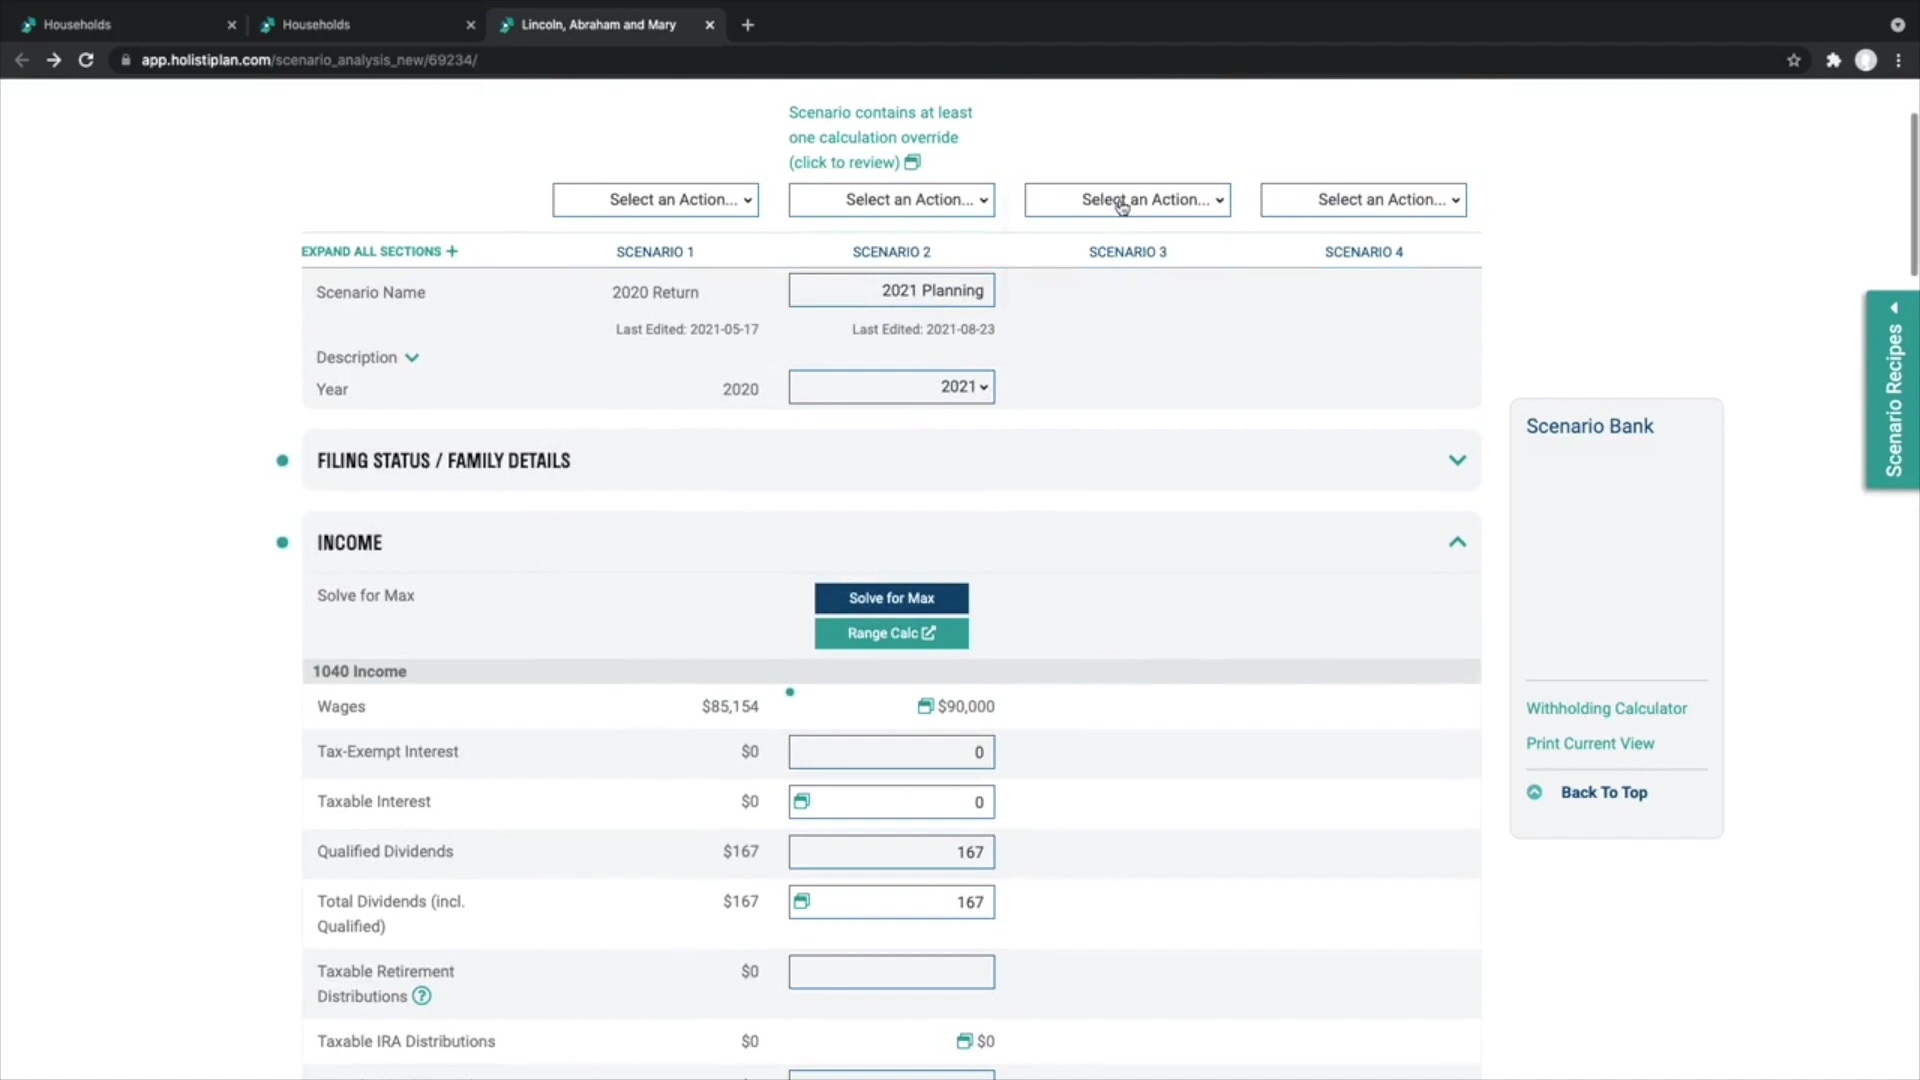 Households
Households
Lincoln, Abraham and Mary
app.holistiplan.com/scenario_analysis_new/69234/
Scenario contains at least
one calculation override
(click to review)
Select an Action...
Select an Action...
Select an Action...
Select an Action...
EXPAND ALL SECTIONS +
SCENARIO 1
SCENARIO 2
SCENARIO 3
SCENARIO 4
Scenario Name
2020 Return
2021 Planning
Last Edited: 2021-05-17
Last Edited: 2021-08-23
Description
Year
2020
2021
Scenario Recipes
FILING STATUS / FAMILY DETAILS
Scenario Bank
INCOME
Solve for Max
Solve for Max
Range Calc
1040 Income
Wages
$85,154
$90,000
Tax-Exempt Interest
$0
0
Taxable Interest
$0
0
Qualified Dividends
$167
167
Total Dividends (incl.
Qualified)
$167
167
Taxable Retirement
Distributions ?
$0
Taxable IRA Distributions
$0
$0
Withholding Calculator
Print Current View
Back To Top